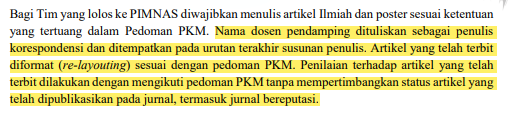 Bagi Tim yang lolos ke PIMNAS diwajibkan menulis artikel Ilmiah dan poster sesuai ketentuan
yang tertuang dalam Pedoman PKM. Nama dosen pendamping dituliskan sebagai penulis
korespondensi dan ditempatkan pada urutan terakhir susunan penulis. Artikel yang telah terbit
diformat (re-layouting) sesuai dengan pedoman PKM. Penilaian terhadap artikel yang telah
terbit dilakukan dengan mengikuti pedoman PKM tanpa mempertimbangkan status artikel yang
telah dipublikasikan pada jurnal, termasuk jurnal bereputasi.